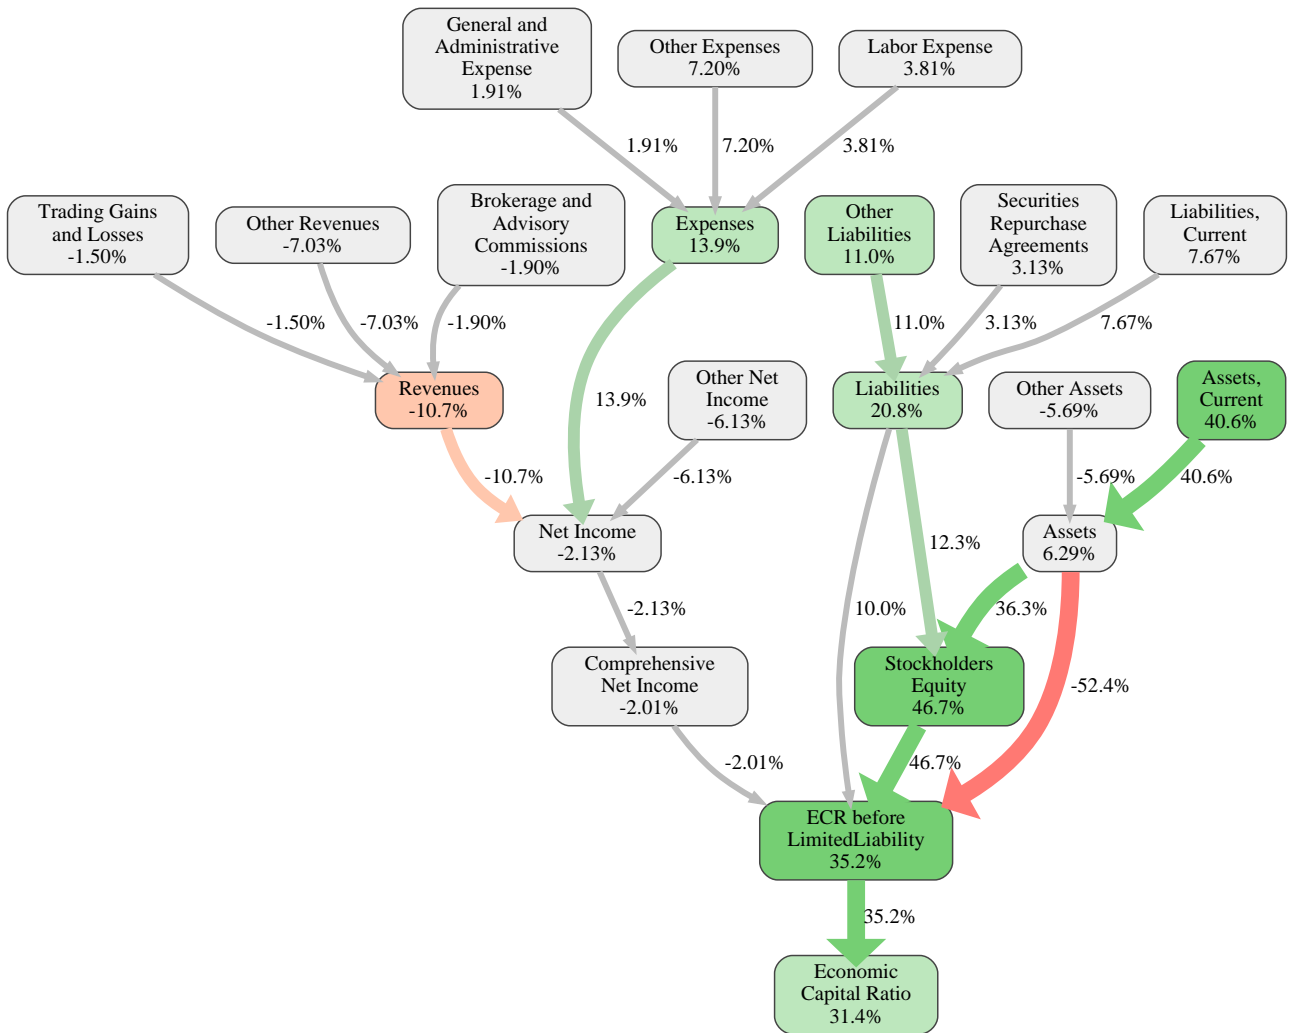 General and
Administrative
Expense
1.91%
Other Expenses
7.20%
Labor Expense
3.81%
1.91%
7.20%
3.81%
Trading Gains
and Losses
-1.50%
Other Revenues
-7.03%
Brokerage and
Advisory
Commissions
-1.90%
Expenses
13.9%
Other
Liabilities
11.0%
Securities
Repurchase
Agreements
3.13%
Liabilities,
Current
7.67%
-1.50%
-7.03%
-1.90%
11.0%
3.13%
7.67%
Revenues
-10.7%
13.9%
Other Net
Income
-6.13%
Liabilities
20.8%
Other Assets
-5.69%
Assets,
Current
40.6%
-10.7%
-6.13%
-5.69%
40.6%
Net Income
-2.13%
12.3%
Assets
6.29%
-2.13%
10.0%
36.3%
Comprehensive
Net Income
-2.01%
Stockholders
Equity
46.7%
-52.4%
-2.01%
46.7%
ECR before
LimitedLiability
35.2%
35.2%
Economic
Capital Ratio
31.4%